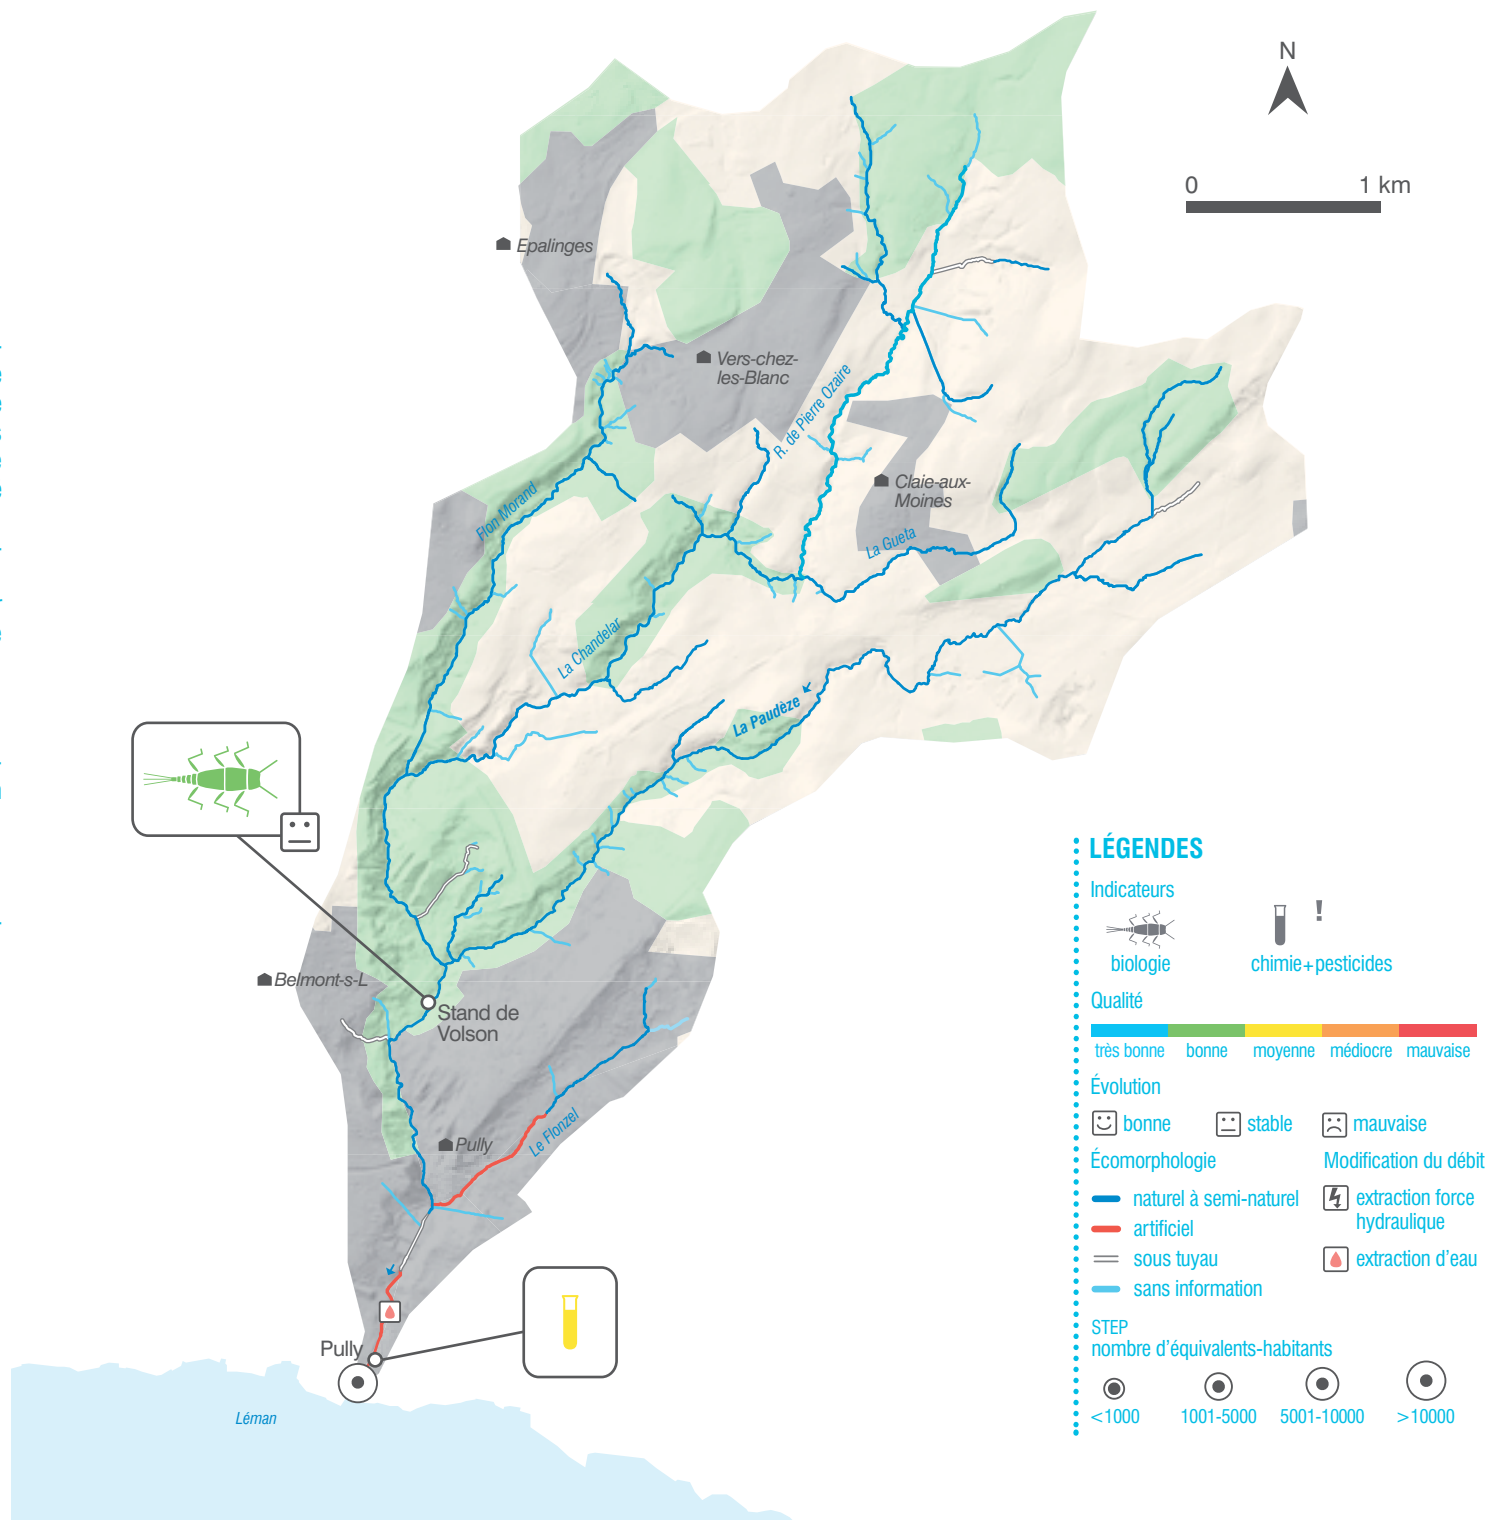 N
0 1 km
Epalinges
Vers-chez-
les-Blanc
R. de Pierre Ozaire
Claie-aux-
Moines
Flon Morand
La Gueta
La Chandelar
La Paudèze
Belmont-s-L
Stand de
Volson
Pully
Le Flonzel
Pully
Léman
LÉGENDES
Indicateurs
!
biologie
chimie+pesticides
Qualité
très bonne bonne moyenne médiocre mauvaise
Évolution
bonne stable mauvaise
Écomorphologie
naturel à semi-naturel
artificiel
sous tuyau
sans information
Modification du débit
extraction force
hydraulique
extraction d'eau
STEP
nombre d'équivalents-habitants
<1000 1001-5000 5001-10000 >10000